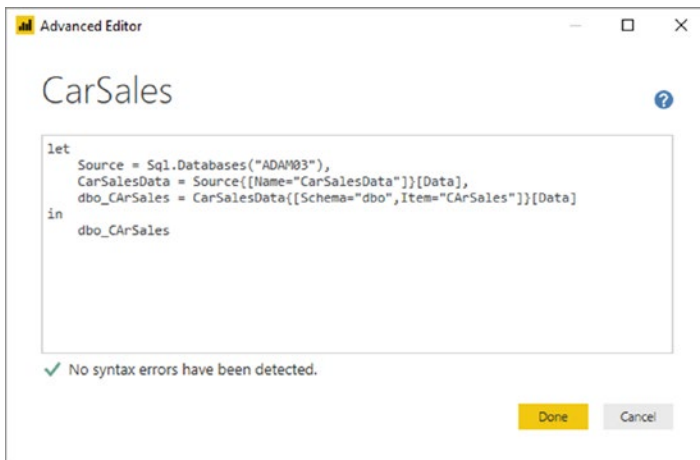 Advanced Editor
CarSales
let
    Source = Sql.Databases("ADAM03"),
    CarSalesData = Source{[Name="CarSalesData"]}[Data],
    dbo_CArSales = CarSalesData{[Schema="dbo",Item="CArSales"]}[Data]
in
    dbo_CArSales
No syntax errors have been detected.
Done Cancel